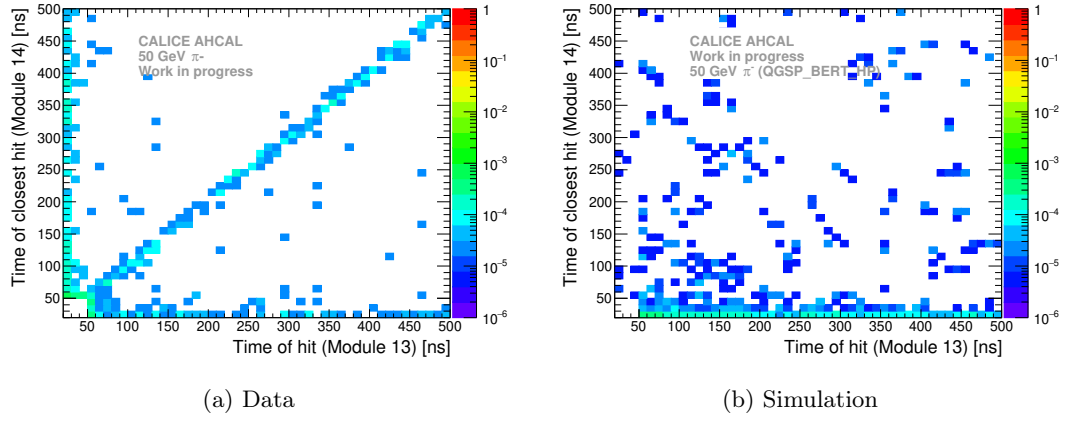 Time of closest hit (Module 14) [ns]
500
450
400
350
300
250
200
150
100
50
CALICE AHCAL
50 GeV π-
Work in progress
1
10⁻¹
10⁻²
10⁻³
10⁻⁴
10⁻⁵
10⁻⁶
50 100 150 200 250 300 350 400 450 500
Time of hit (Module 13) [ns]
(a) Data
Time of closest hit (Module 14) [ns]
500
450
400
350
300
250
200
150
100
50
CALICE AHCAL
Work in progress
50 GeV π⁻ (QGSP_BERT_HP)
1
10⁻¹
10⁻²
10⁻³
10⁻⁴
10⁻⁵
10⁻⁶
50 100 150 200 250 300 350 400 450 500
Time of hit (Module 13) [ns]
(b) Simulation